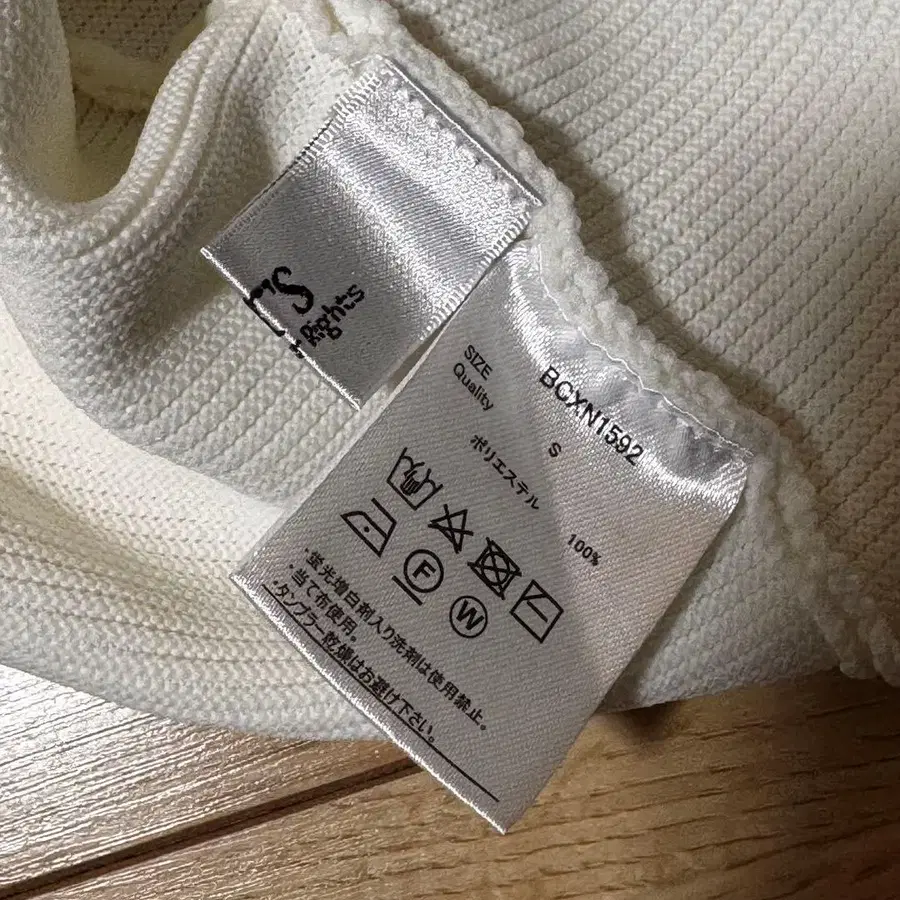 ES
Rights
BCXN1592
SIZE S
Quality
ポリエステル 100%
F
W
・蛍光増白剤入り洗剤は使用禁止。
・当て布使用。
・タンブラー乾燥はお避け下さい。